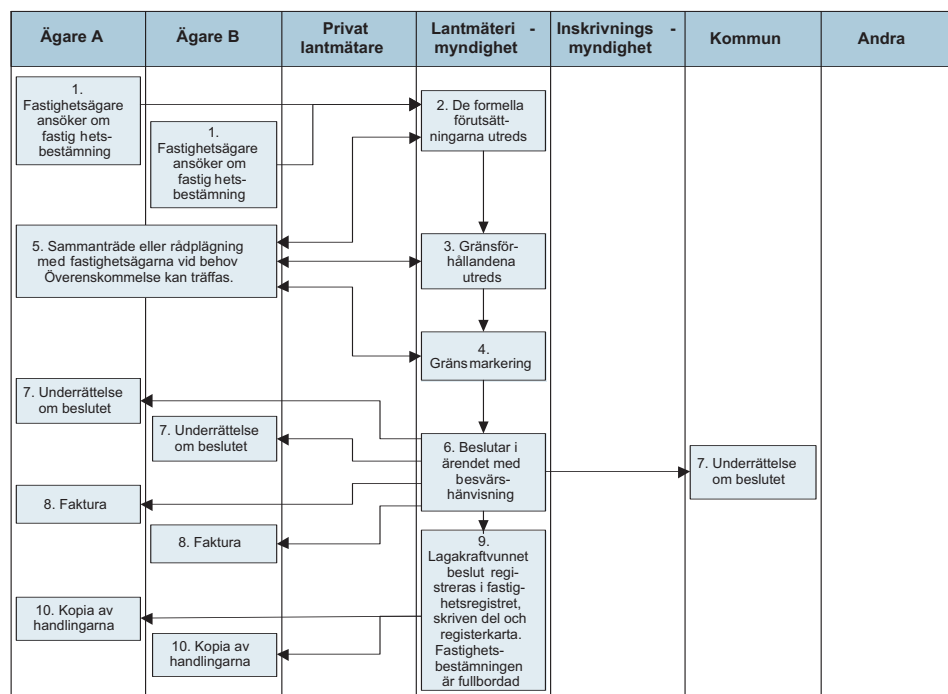 Ägare A
Ägare B
Privat
lantmätare
Lantmäteri -
myndighet
Inskrivnings -
myndighet
Kommun
Andra
1.
Fastighetsägare
ansöker om
fastig hets-
bestämning
1.
Fastighetsägare
ansöker om
fastig hets-
bestämning
2. De formella
förutsätt-
ningarna utreds
5. Sammanträde eller rådplägning
med fastighetsägarna vid behov
Överenskommelse kan träffas.
3. Gränsför-
hållandena
utreds
4.
Gränsmarkering
7. Underrättelse
om beslutet
7. Underrättelse
om beslutet
6. Beslutar i
ärendet med
besvärs-
hänvisning
7. Underrättelse
om beslutet
8. Faktura
8. Faktura
9.
Lagakraftvunnet
beslut regi-
streras i fastig-
hetsregistret,
skriven del och
registerkarta.
Fastighets-
bestämningen
är fullbordad
10. Kopia av
handlingarna
10. Kopia av
handlingarna